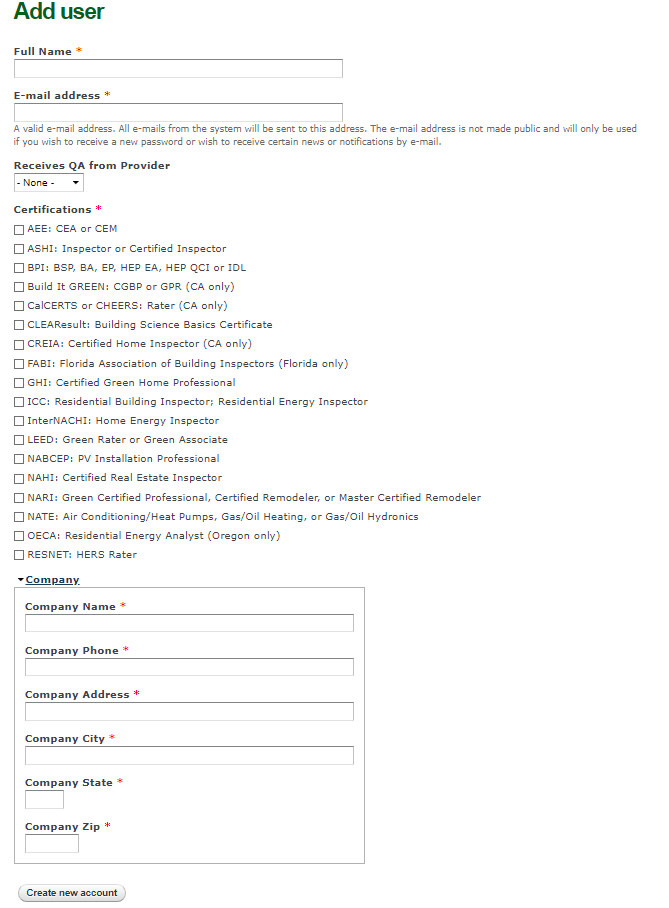 Add user
Full Name *
E-mail address *
A valid e-mail address. All e-mails from the system will be sent to this address. The e-mail address is not made public and will only be used
if you wish to receive a new password or wish to receive certain news or notifications by e-mail.
Receives QA from Provider
- None -
Certifications *
AEE: CEA or CEM
ASHI: Inspector or Certified Inspector
BPI: BSP, BA, EP, HEP EA, HEP QCI or IDL
Build It GREEN: CGBP or GPR (CA only)
CalCERTS or CHEERS: Rater (CA only)
CLEAResult: Building Science Basics Certificate
CREIA: Certified Home Inspector (CA only)
FABI: Florida Association of Building Inspectors (Florida only)
GHI: Certified Green Home Professional
ICC: Residential Building Inspector; Residential Energy Inspector
InterNACHI: Home Energy Inspector
LEED: Green Rater or Green Associate
NABCEP: PV Installation Professional
NAHI: Certified Real Estate Inspector
NARI: Green Certified Professional, Certified Remodeler, or Master Certified Remodeler
NATE: Air Conditioning/Heat Pumps, Gas/Oil Heating, or Gas/Oil Hydronics
OECA: Residential Energy Analyst (Oregon only)
RESNET: HERS Rater
Company
Company Name *
Company Phone *
Company Address *
Company City *
Company State *
Company Zip *
Create new account